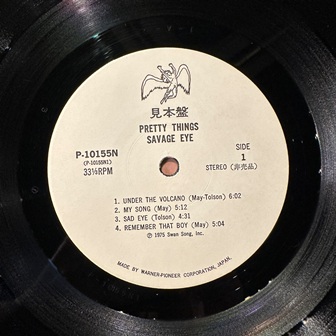 見本盤
PRETTY THINGS
SAVAGE EYE
P-10155N
(P-10155N1)
33⅓RPM
SIDE
1
STEREO (非売品)
1. UNDER THE VOLCANO (May-Tolson) 6:02
2. MY SONG (May) 5:12
3. SAD EYE (Tolson) 4:31
4. REMEMBER THAT BOY (May) 5:04
℗ 1975 Swan Song, Inc.
MADE BY WARNER-PIONEER CORPORATION, JAPAN.